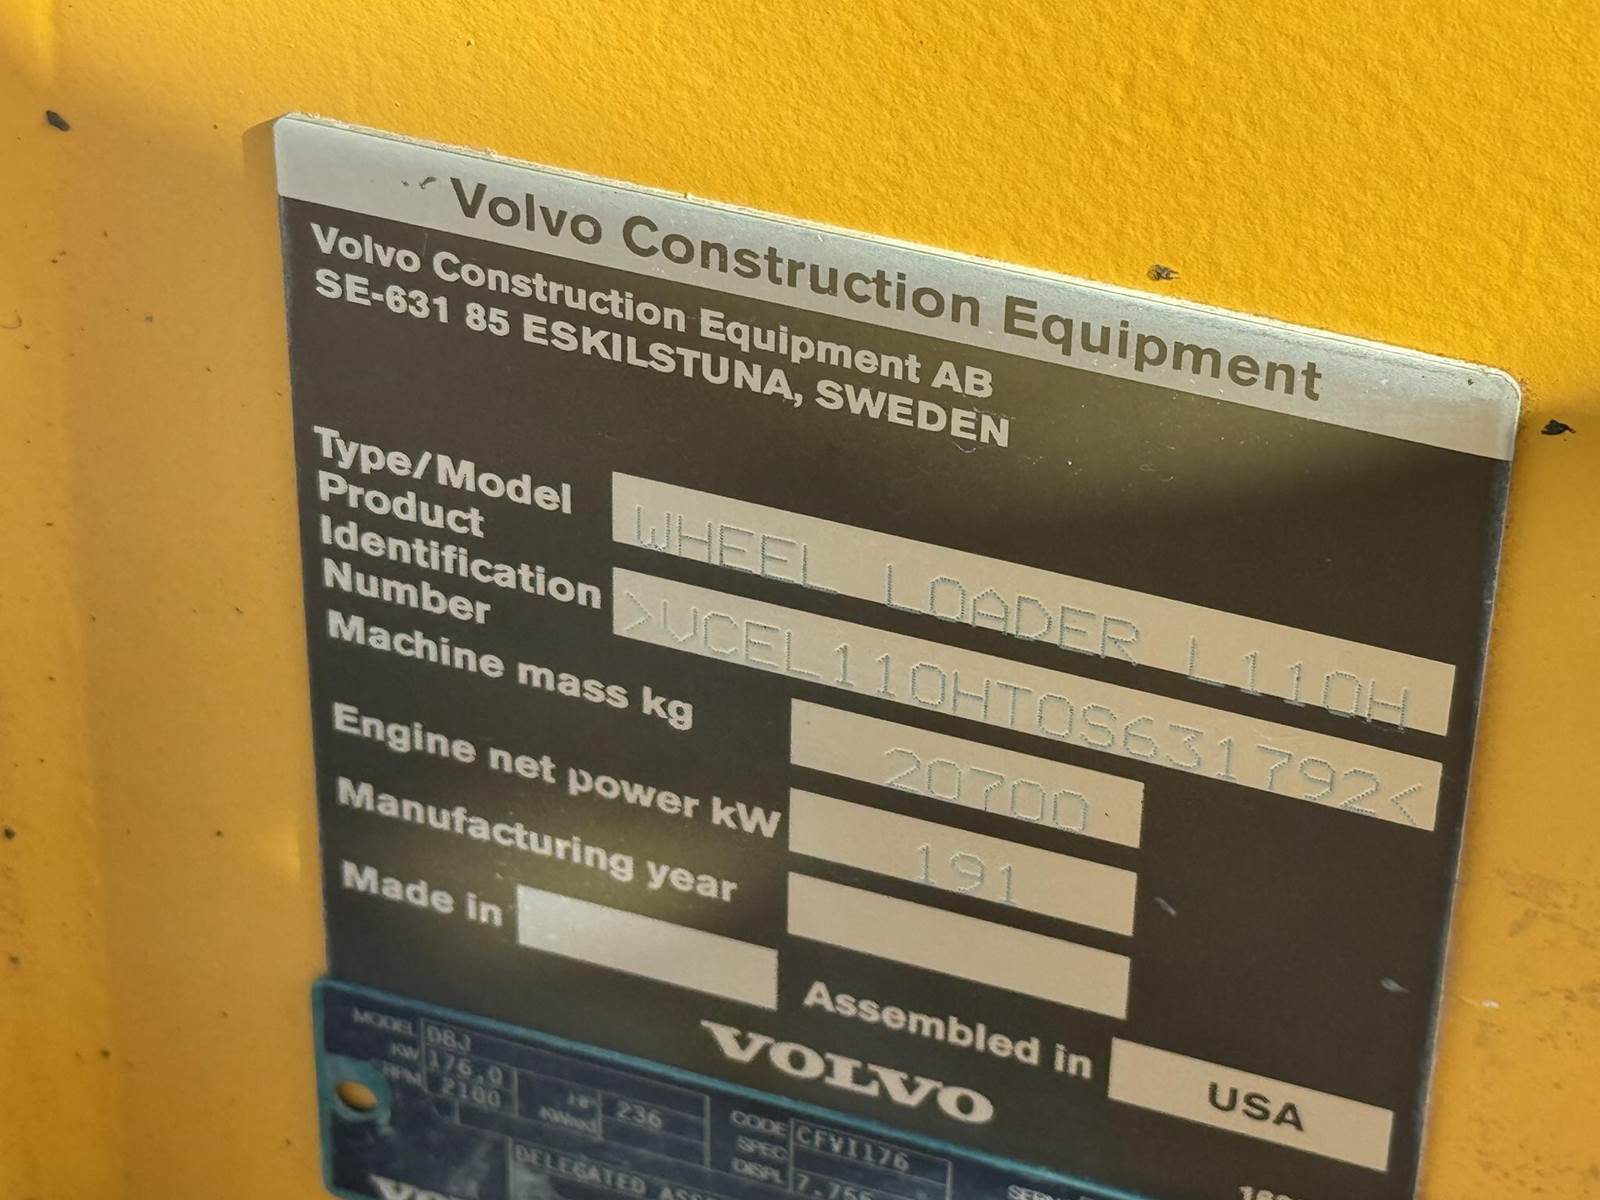 Volvo Construction Equipment
Volvo Construction Equipment AB
SE-631 85 ESKILSTUNA, SWEDEN
Type/Model WHEEL LOADER L110H
Product
Identification
Number >VCEL110HT0S631792<
Machine mass kg 20700
Engine net power kW 191
Manufacturing year
Made in
Assembled in USA
VOLVO
MODEL D8J
KW 176,0
RPM 2100
HP 236
CODE CFVI176
SPEC
DISPL
DELEGATED